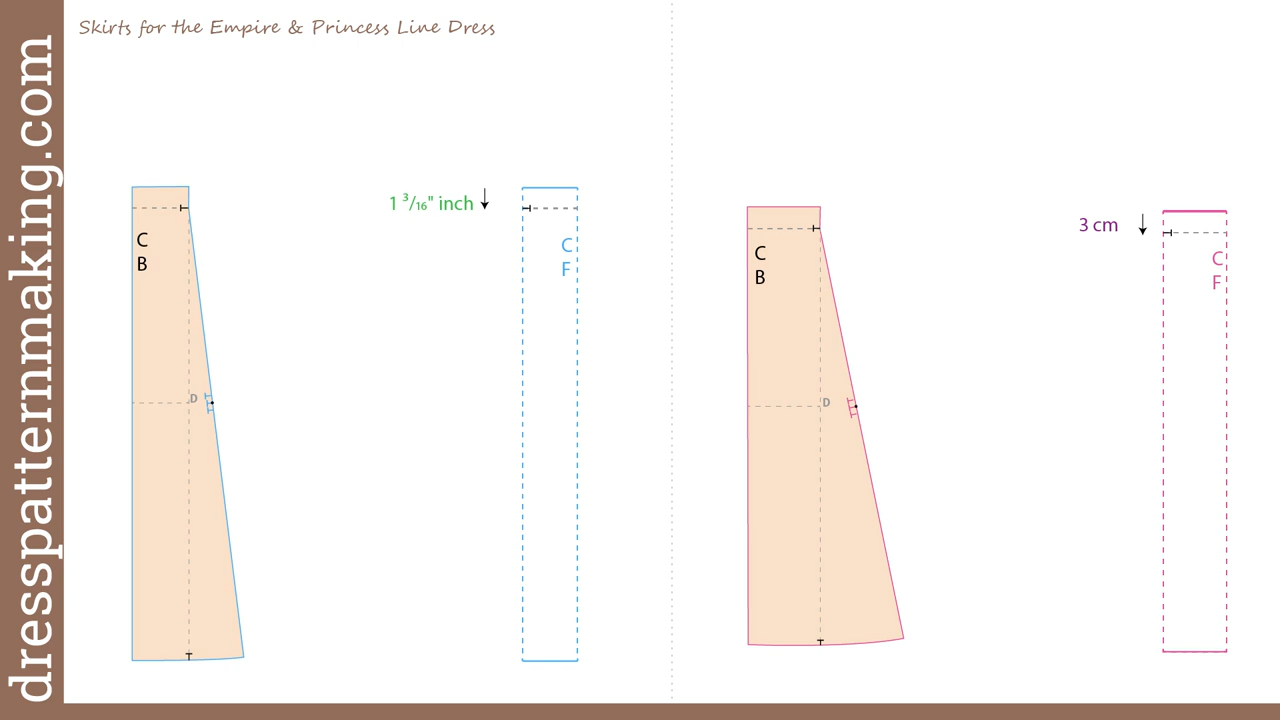 dresspatternmaking.com
Skirts for the Empire & Princess Line Dress
C
B
D
1 3/16" inch
C
F
C
B
D
3 cm
C
F